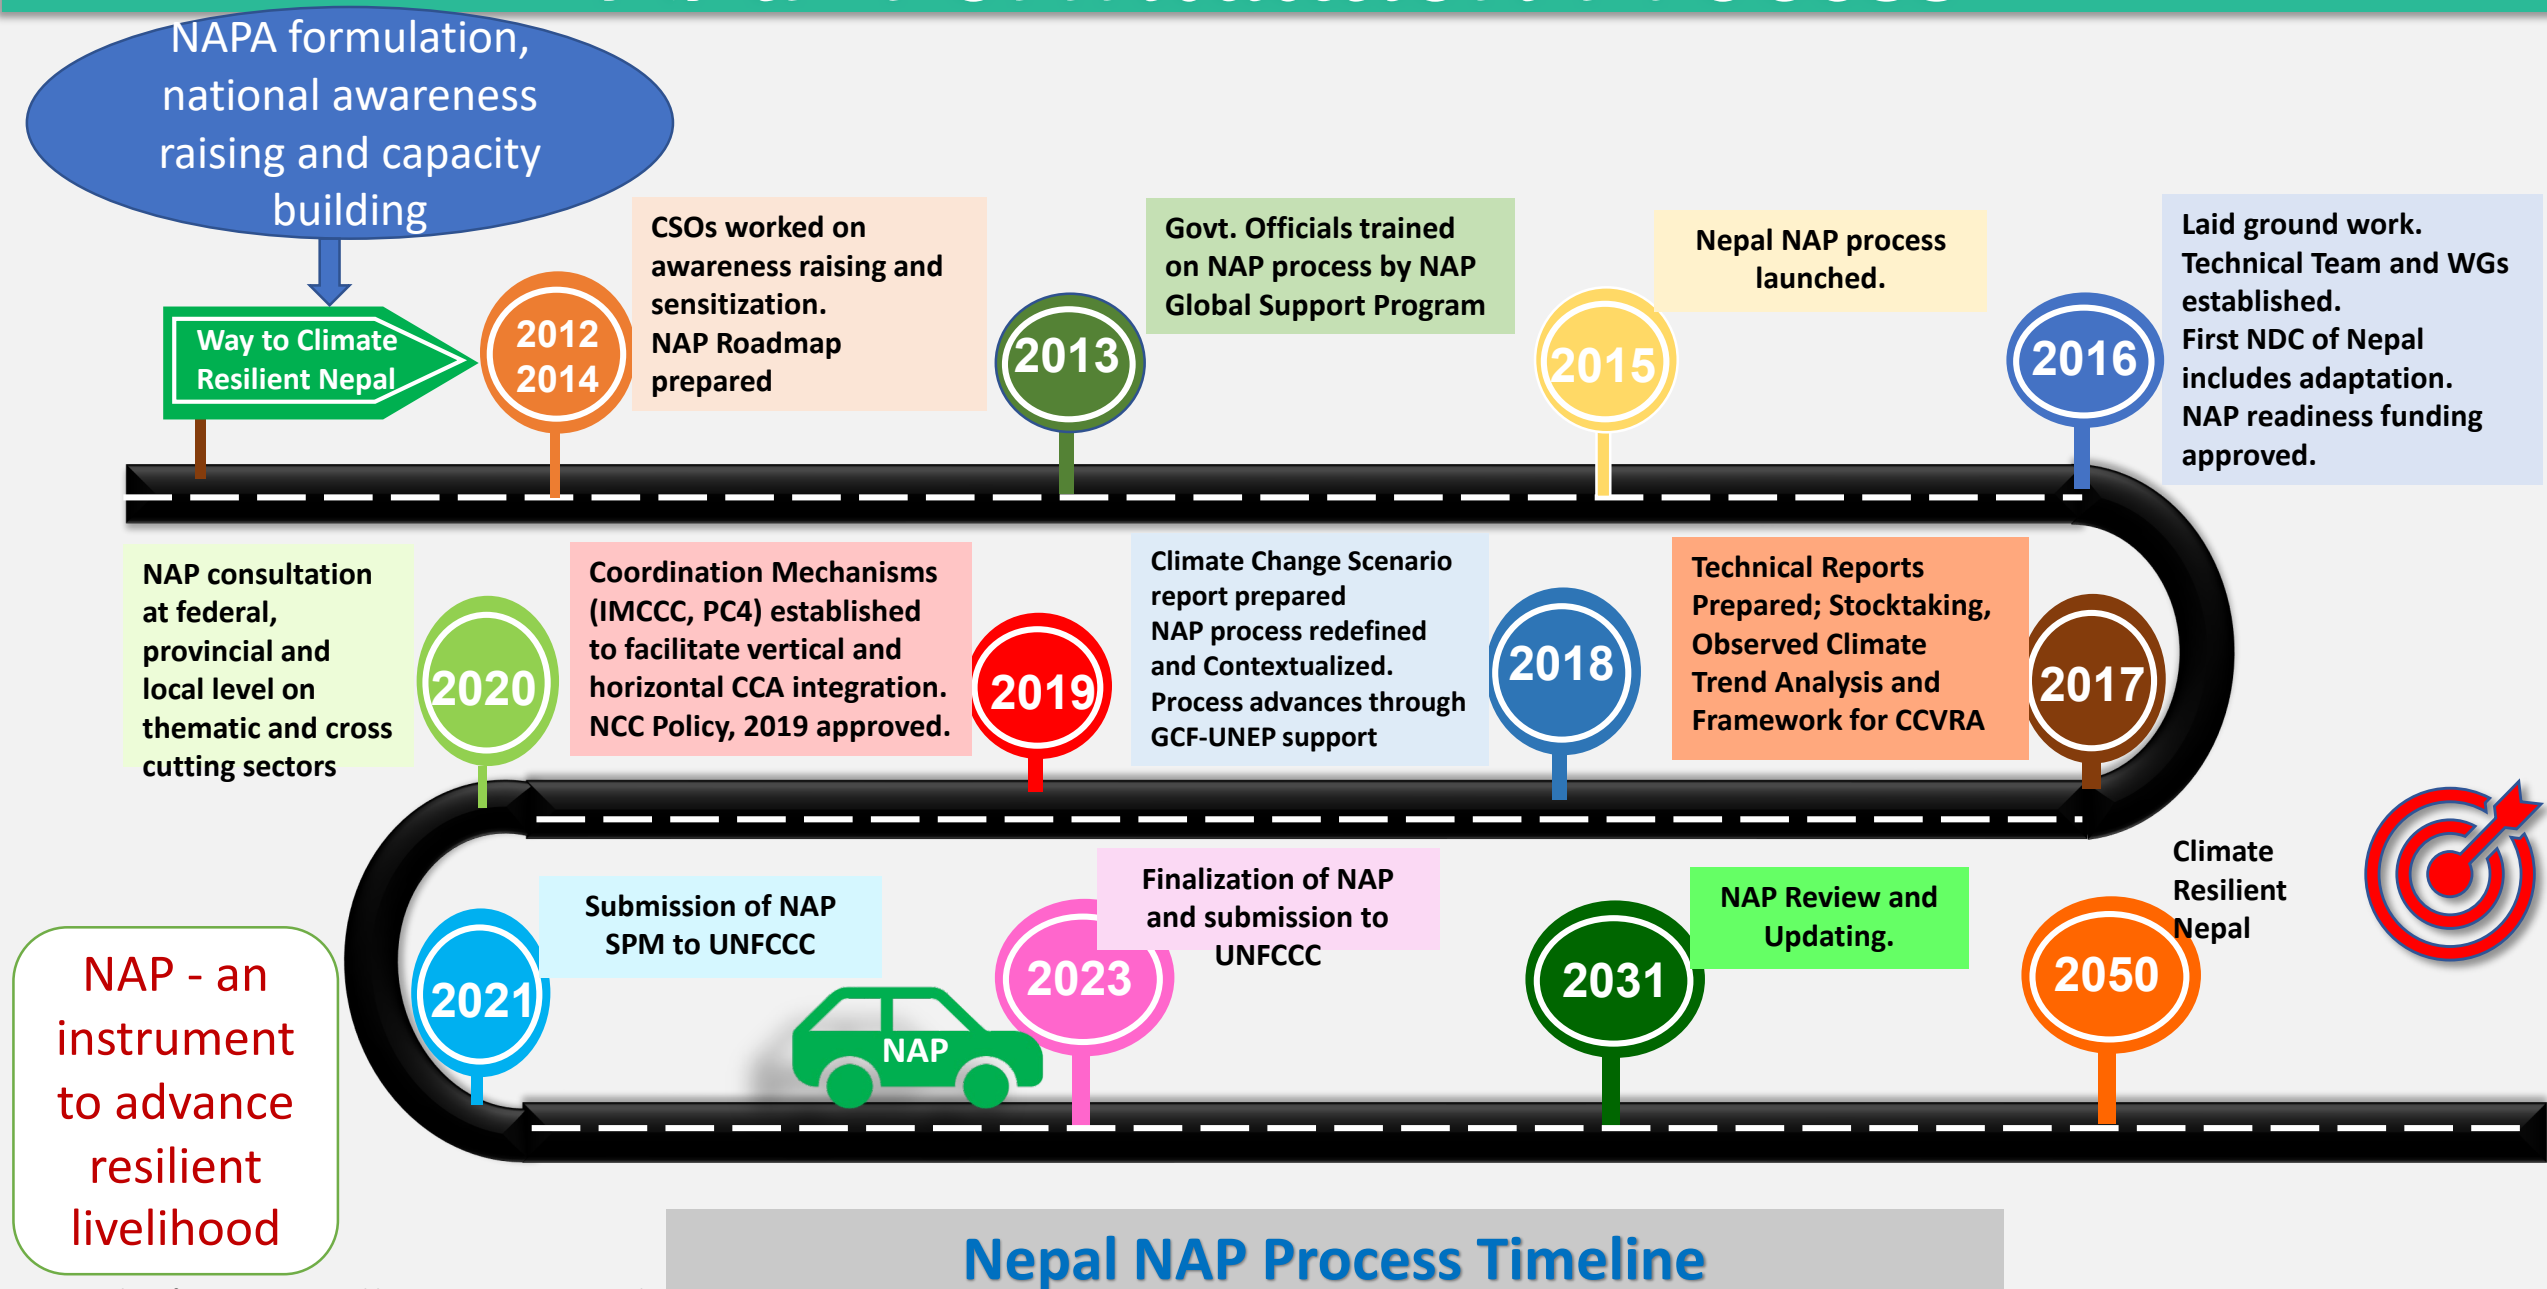 NAPA formulation,
national awareness
raising and capacity
building
Way to Climate
Resilient Nepal
2012
2014
CSOs worked on
awareness raising and
sensitization.
NAP Roadmap
prepared
2013
Govt. Officials trained
on NAP process by NAP
Global Support Program
2015
Nepal NAP process
launched.
2016
Laid ground work.
Technical Team and WGs
established.
First NDC of Nepal
includes adaptation.
NAP readiness funding
approved.
2017
Technical Reports
Prepared; Stocktaking,
Observed Climate
Trend Analysis and
Framework for CCVRA
2018
Climate Change Scenario
report prepared
NAP process redefined
and Contextualized.
Process advances through
GCF-UNEP support
2019
Coordination Mechanisms
(IMCCC, PC4) established
to facilitate vertical and
horizontal CCA integration.
NCC Policy, 2019 approved.
2020
NAP consultation
at federal,
provincial and
local level on
thematic and cross
cutting sectors
2021
Submission of NAP
SPM to UNFCCC
NAP
2023
Finalization of NAP
and submission to
UNFCCC
2031
NAP Review and
Updating.
2050
Climate
Resilient
Nepal
NAP - an
instrument
to advance
resilient
livelihood
Nepal NAP Process Timeline